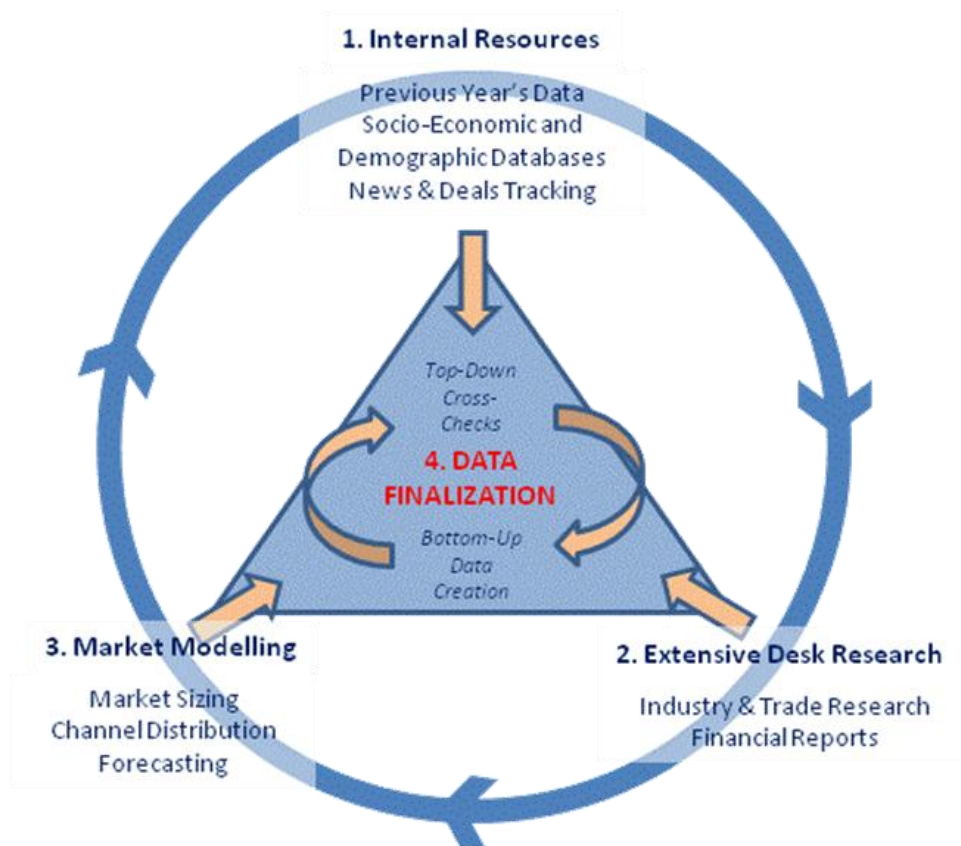 1. Internal Resources
Previous Year's Data
Socio-Economic and
Demographic Databases
News & Deals Tracking
Top-Down
Cross-
Checks
4. DATA
FINALIZATION
Bottom-Up
Data
Creation
3. Market Modelling
Market Sizing
Channel Distribution
Forecasting
2. Extensive Desk Research
Industry & Trade Research
Financial Reports